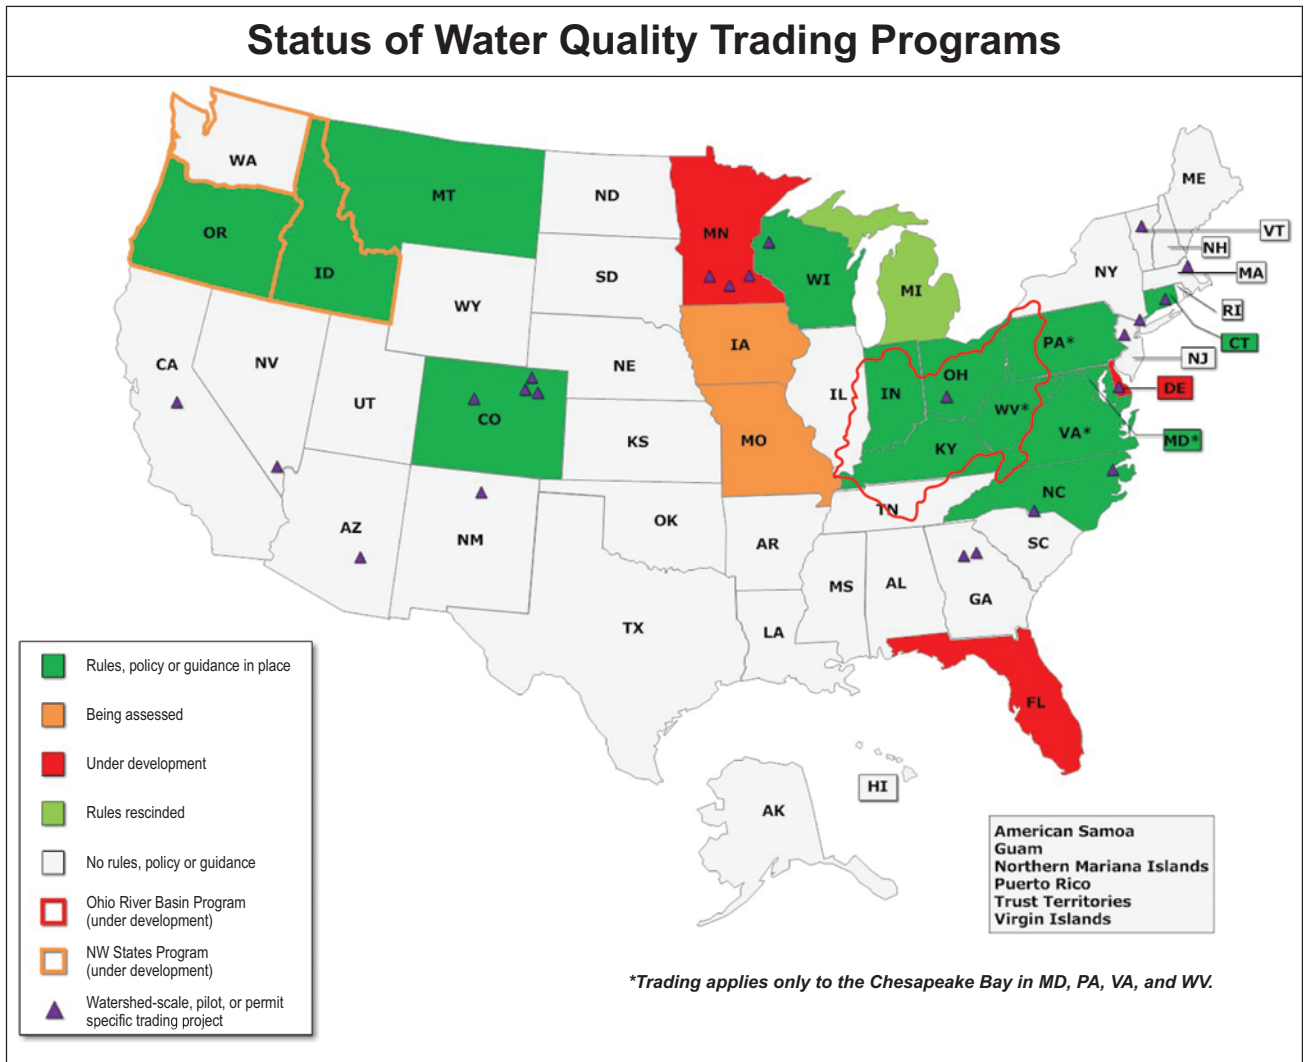 Status of Water Quality Trading Programs
WA
MT
ND
MN
ME
OR
ID
SD
WI
MI
NY
VT
NH
MA
RI
CT
WY
IA
NE
PA*
NJ
CA
NV
UT
CO
IL
IN
OH
WV*
DE
KS
MO
KY
VA*
MD*
AZ
NM
OK
AR
TN
NC
SC
MS
AL
GA
TX
LA
FL
AK
HI
Rules, policy or guidance in place
Being assessed
Under development
Rules rescinded
No rules, policy or guidance
Ohio River Basin Program
(under development)
NW States Program
(under development)
Watershed-scale, pilot, or permit
specific trading project
American Samoa
Guam
Northern Mariana Islands
Puerto Rico
Trust Territories
Virgin Islands
*Trading applies only to the Chesapeake Bay in MD, PA, VA, and WV.